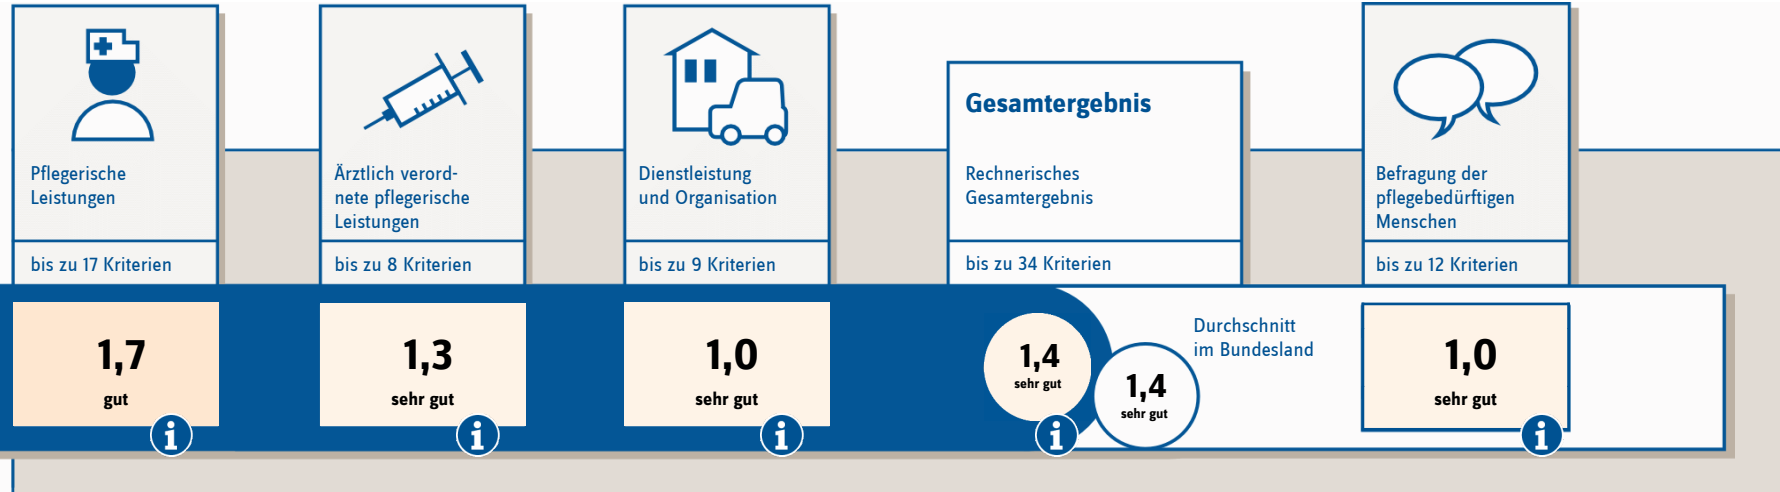 Pflegerische
Leistungen
bis zu 17 Kriterien
1,7
gut
i
Ärztlich verord-
nete pflegerische
Leistungen
bis zu 8 Kriterien
1,3
sehr gut
i
Dienstleistung
und Organisation
bis zu 9 Kriterien
1,0
sehr gut
i
Gesamtergebnis
Rechnerisches
Gesamtergebnis
bis zu 34 Kriterien
1,4
sehr gut
i
Durchschnitt
im Bundesland
1,4
sehr gut
Befragung der
pflegebedürftigen
Menschen
bis zu 12 Kriterien
1,0
sehr gut
i